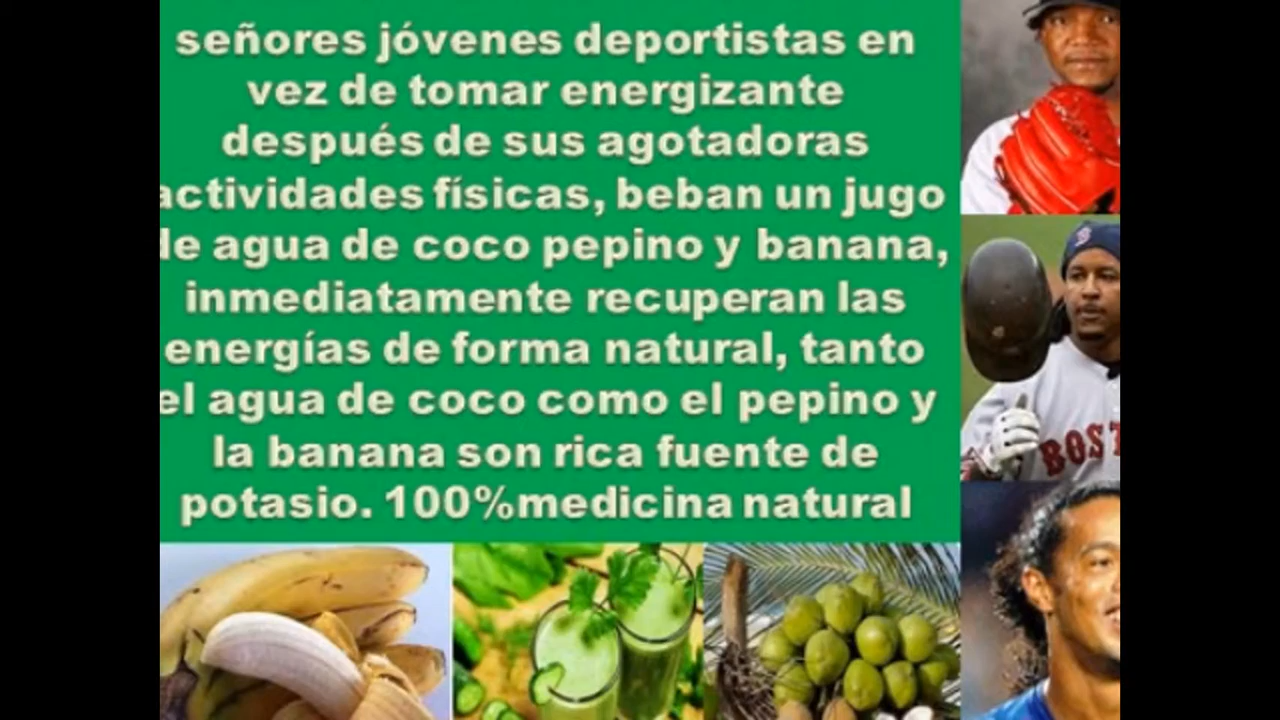 señores jóvenes deportistas en
vez de tomar energizante
después de sus agotadoras
actividades físicas, beban un jugo
de agua de coco pepino y banana,
inmediatamente recuperan las
energías de forma natural, tanto
el agua de coco como el pepino y
la banana son rica fuente de
potasio. 100%medicina natural
BOST